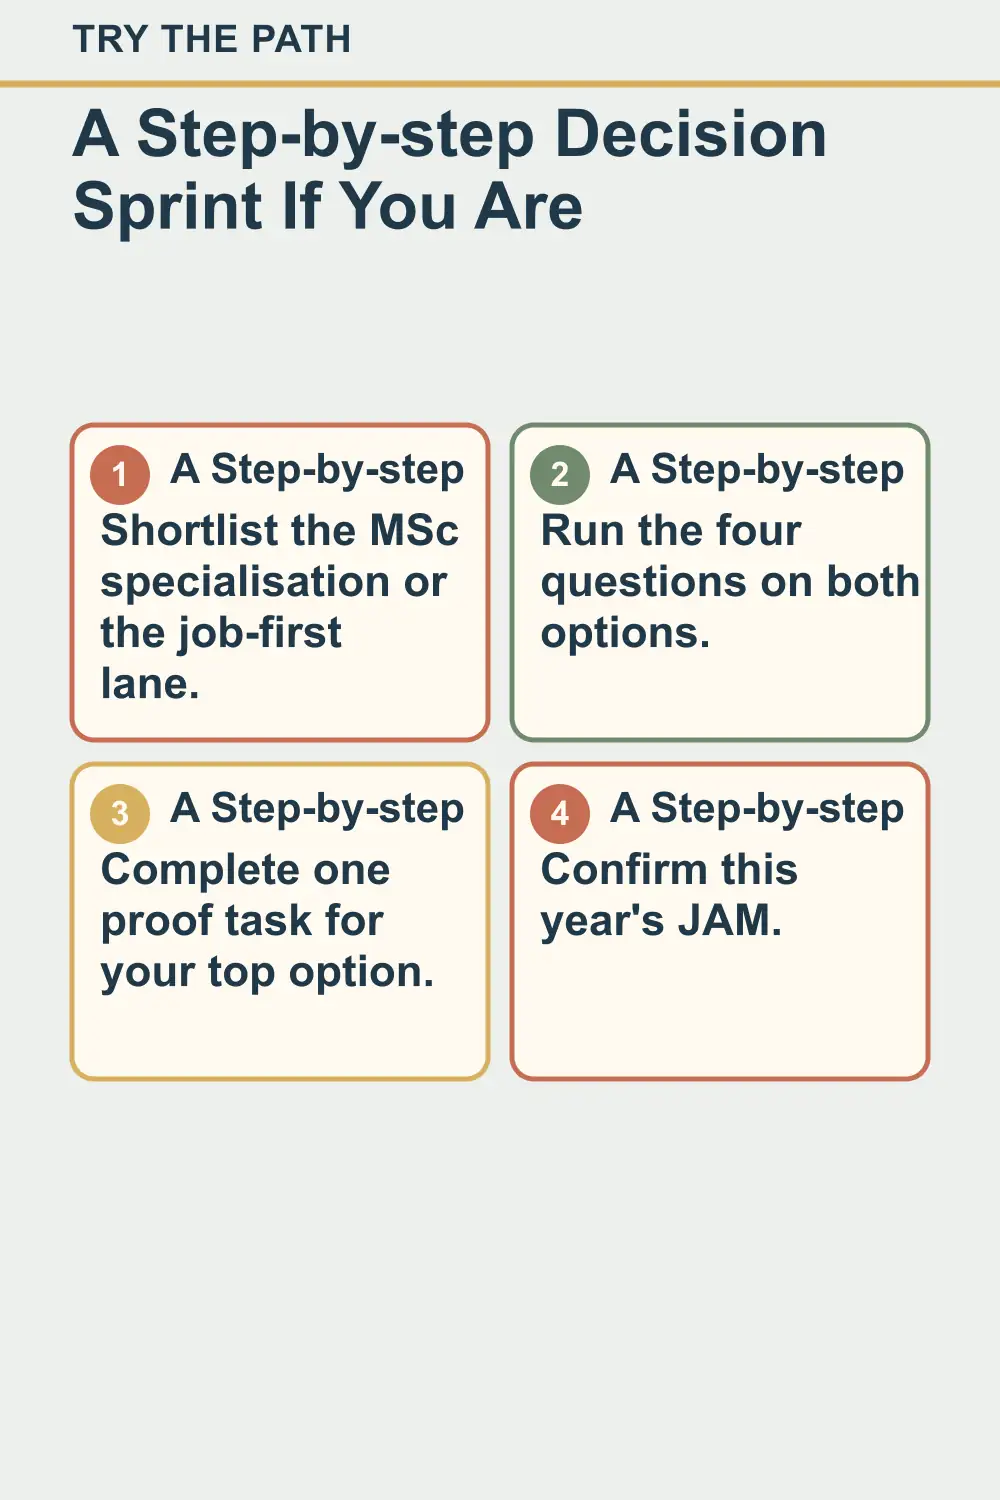 TRY THE PATH
A Step-by-step Decision
Sprint If You Are
1 A Step-by-step
Shortlist the MSc
specialisation or
the job-first
lane.
2 A Step-by-step
Run the four
questions on both
options.
3 A Step-by-step
Complete one
proof task for
your top option.
4 A Step-by-step
Confirm this
year's JAM.